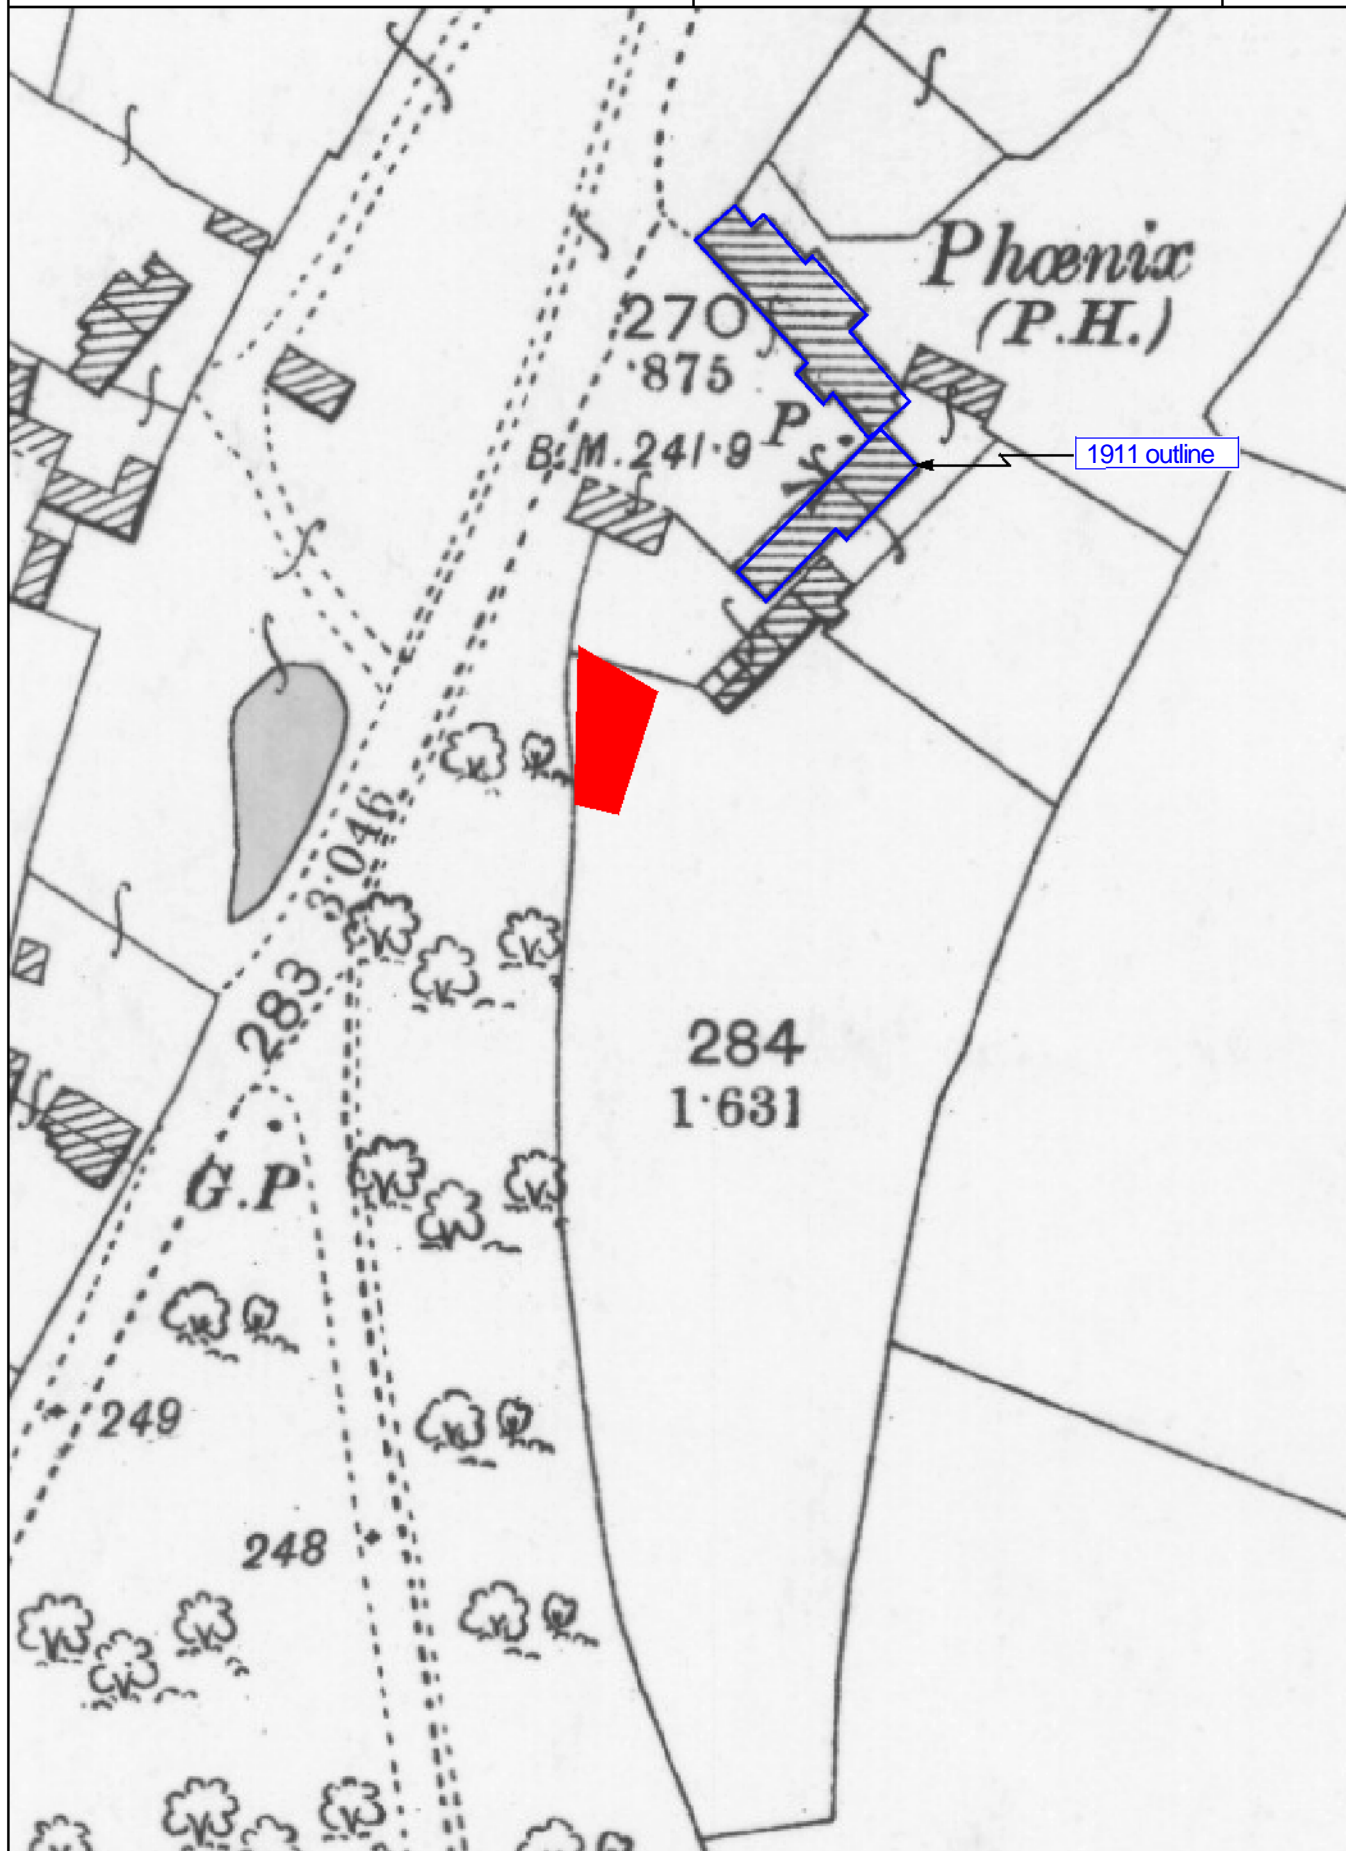 Phœnix
(P.H.)
270
·875
P
B.M. 241·9
1911 outline
3·046
283
284
1·631
G.P
249
248